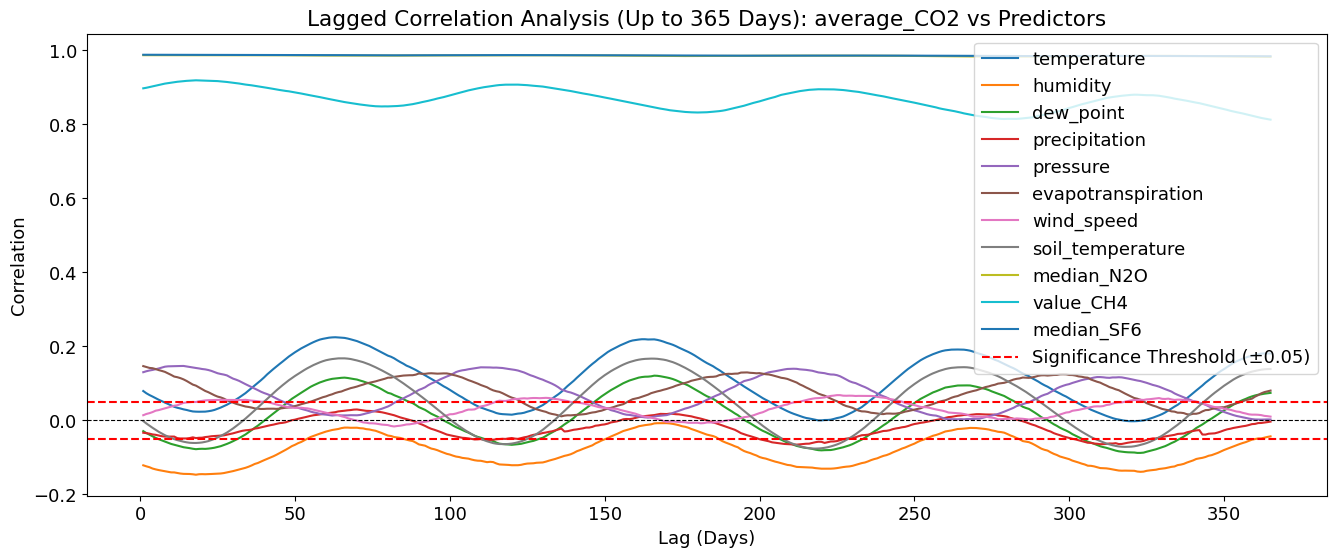 Lagged Correlation Analysis (Up to 365 Days): average_CO2 vs Predictors
1.0
0.8
0.6
0.4
0.2
0.0
−0.2
Correlation
temperature
humidity
dew_point
precipitation
pressure
evapotranspiration
wind_speed
soil_temperature
median_N2O
value_CH4
median_SF6
Significance Threshold (±0.05)
0 50 100 150 200 250 300 350
Lag (Days)